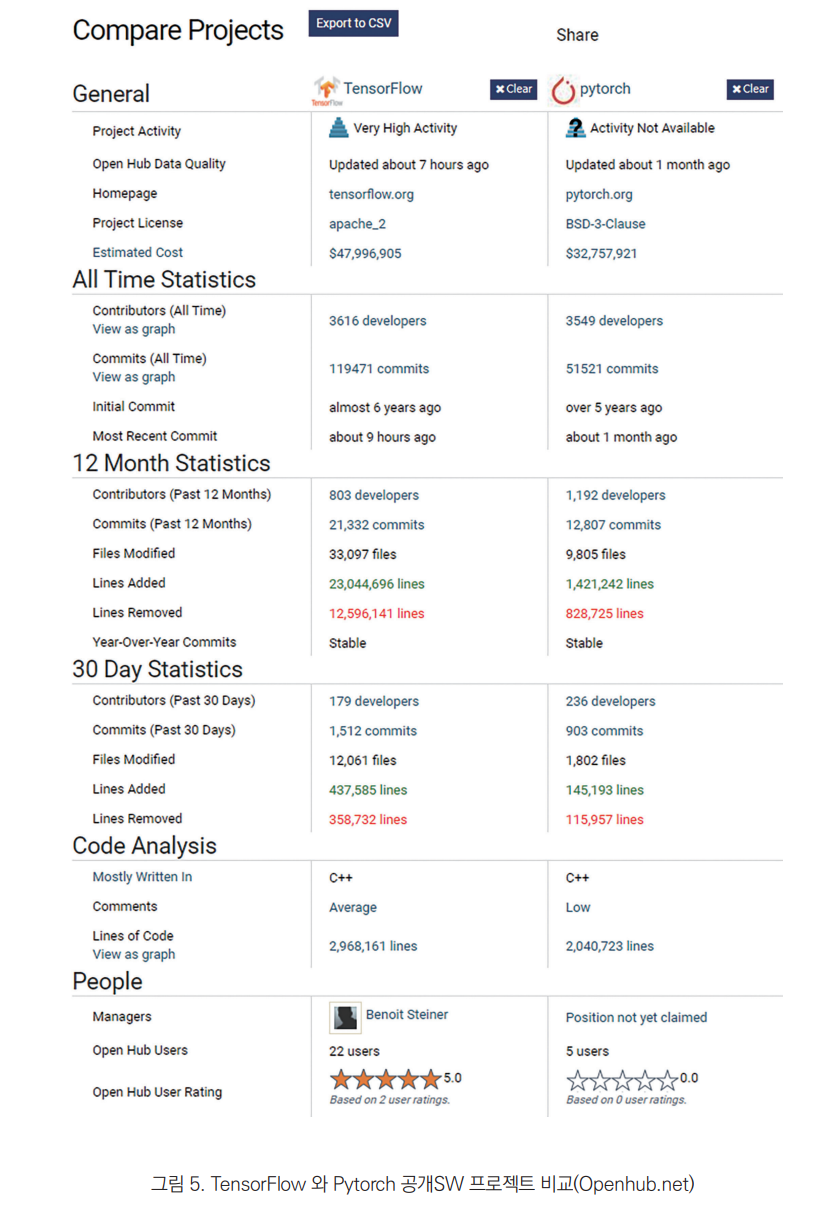 Compare Projects
Export to CSV
Share
General
TensorFlow
TensorFlow
✖ Clear
pytorch
✖ Clear
Project Activity
Very High Activity
Activity Not Available
Open Hub Data Quality
Updated about 7 hours ago
Updated about 1 month ago
Homepage
tensorflow.org
pytorch.org
Project License
apache_2
BSD-3-Clause
Estimated Cost
$47,996,905
$32,757,921
All Time Statistics
Contributors (All Time)
View as graph
3616 developers
3549 developers
Commits (All Time)
View as graph
119471 commits
51521 commits
Initial Commit
almost 6 years ago
over 5 years ago
Most Recent Commit
about 9 hours ago
about 1 month ago
12 Month Statistics
Contributors (Past 12 Months)
803 developers
1,192 developers
Commits (Past 12 Months)
21,332 commits
12,807 commits
Files Modified
33,097 files
9,805 files
Lines Added
23,044,696 lines
1,421,242 lines
Lines Removed
12,596,141 lines
828,725 lines
Year-Over-Year Commits
Stable
Stable
30 Day Statistics
Contributors (Past 30 Days)
179 developers
236 developers
Commits (Past 30 Days)
1,512 commits
903 commits
Files Modified
12,061 files
1,802 files
Lines Added
437,585 lines
145,193 lines
Lines Removed
358,732 lines
115,957 lines
Code Analysis
Mostly Written In
C++
C++
Comments
Average
Low
Lines of Code
View as graph
2,968,161 lines
2,040,723 lines
People
Managers
Benoit Steiner
Position not yet claimed
Open Hub Users
22 users
5 users
Open Hub User Rating
5.0
Based on 2 user ratings.
0.0
Based on 0 user ratings.
그림 5. TensorFlow 와 Pytorch 공개SW 프로젝트 비교(Openhub.net)